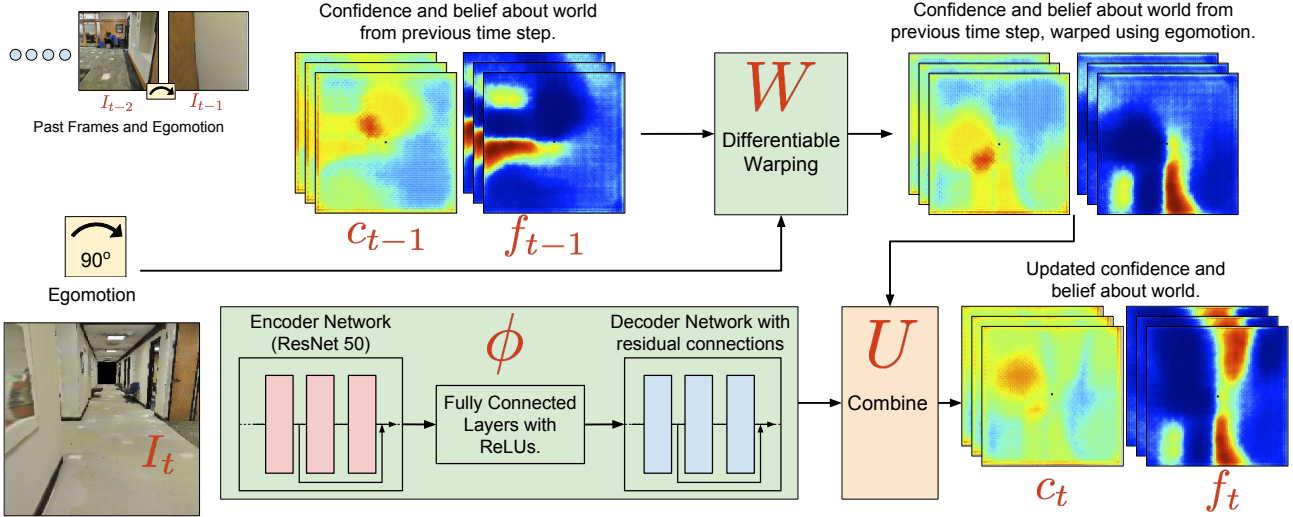 Confidence and belief about world
from previous time step.
Confidence and belief about world from
previous time step, warped using egomotion.
I_{t-2}
I_{t-1}
Past Frames and Egomotion
W
Differentiable
Warping
c_{t-1}
f_{t-1}
90º
Egomotion
Updated confidence and
belief about world.
Encoder Network
(ResNet 50)
ϕ
Decoder Network with
residual connections
U
Fully Connected
Layers with
ReLUs.
Combine
I_t
c_t
f_t